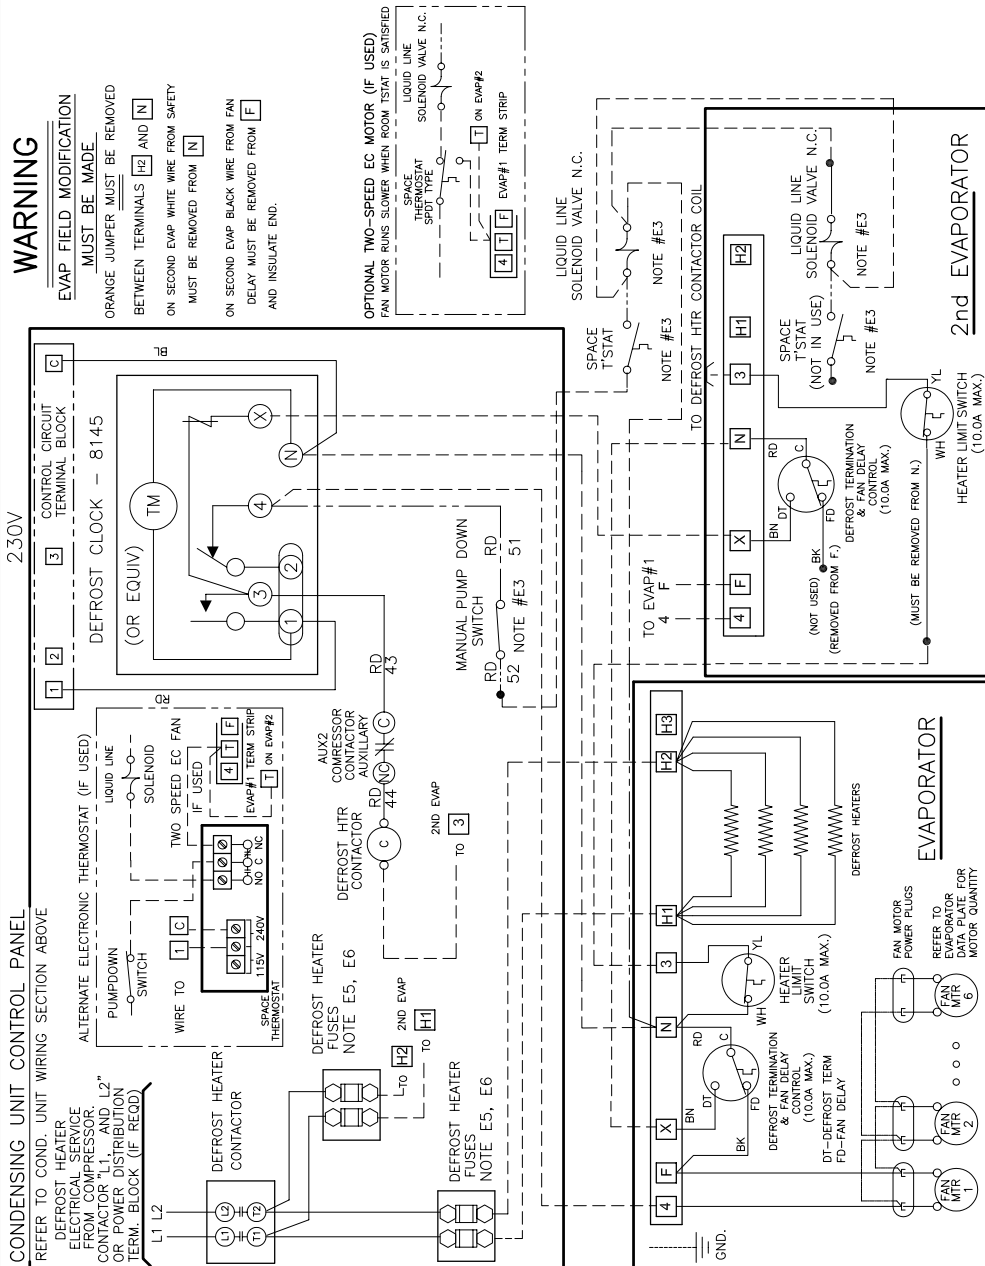 230V
WARNING
EVAP FIELD MODIFICATION
MUST BE MADE
ORANGE JUMPER MUST BE REMOVED
BETWEEN TERMINALS H2 AND N
ON SECOND EVAP WHITE WIRE FROM SAFETY
MUST BE REMOVED FROM N
ON SECOND EVAP BLACK WIRE FROM FAN
DELAY MUST BE REMOVED FROM F
AND INSULATE END.
OPTIONAL TWO-SPEED EC MOTOR (IF USED)
FAN MOTOR RUNS SLOWER WHEN ROOM TSTAT IS SATISFIED
SPACE
THERMOSTAT
SPDT TYPE
LIQUID LINE
SOLENOID VALVE N.C.
T ON EVAP#2
4 T F EVAP#1 TERM STRIP
CONDENSING UNIT CONTROL PANEL
REFER TO COND. UNIT WIRING SECTION ABOVE
DEFROST HEATER
ELECTRICAL SERVICE
FROM COMPRESSOR.
CONTACTOR "L1, AND L2"
OR POWER DISTRIBUTION
TERM. BLOCK (IF REQD)
L1 L2
DEFROST HEATER
CONTACTOR
L1 L2
T1 T2
DEFROST HEATER
FUSES
NOTE E5, E6
TO H2 2ND EVAP
TO H1
DEFROST HEATER
FUSES
NOTE E5, E6
ALTERNATE ELECTRONIC THERMOSTAT (IF USED)
PUMPDOWN
SWITCH
LIQUID LINE
SOLENOID
WIRE TO 1 C
TWO SPEED EC FAN
IF USED
4 T F
EVAP#1 TERM STRIP
T ON EVAP#2
115V 240V
NO C NC
SPACE
THERMOSTAT
1 2 3 C
CONTROL CIRCUIT
TERMINAL BLOCK
RD
BL
DEFROST CLOCK - 8145
(OR EQUIV)
TM
1 3 2 4 N X
DEFROST HTR
CONTACTOR
C
RD
44
NC C
AUX2
COMRESSOR
CONTACTOR
AUXILLARY
RD
43
TO 3 2ND EVAP
MANUAL PUMP DOWN
SWITCH
RD
52
RD
51
NOTE #E3
SPACE
T'STAT
NOTE #E3
LIQUID LINE
SOLENOID VALVE N.C.
NOTE #E3
TO DEFROST HTR CONTACTOR COIL
TO EVAP#1
4 F
4 F X N 3 H1 H2
BN
RD
DT
C
FD
BK
(NOT USED)
(REMOVED FROM F.)
DEFROST TERMINATION
& FAN DELAY
CONTROL
(10.0A MAX.)
(MUST BE REMOVED FROM N.)
WH
YL
HEATER LIMIT SWITCH
(10.0A MAX.)
SPACE
T'STAT
(NOT IN USE)
NOTE #E3
LIQUID LINE
SOLENOID VALVE N.C.
NOTE #E3
2nd EVAPORATOR
4 F X N 3 H1 H2 H3
GND.
BK
BN
RD
DT
C
FD
DEFROST TERMINATION
& FAN DELAY
CONTROL
(10.0A MAX.)
DT-DEFROST TERM
FD-FAN DELAY
WH
YL
HEATER
LIMIT
SWITCH
(10.0A MAX.)
DEFROST HEATERS
EVAPORATOR
FAN MOTOR
POWER PLUGS
REFER TO
EVAPORATOR
DATA PLATE FOR
MOTOR QUANTITY
FAN
MTR
1
FAN
MTR
2
FAN
MTR
6